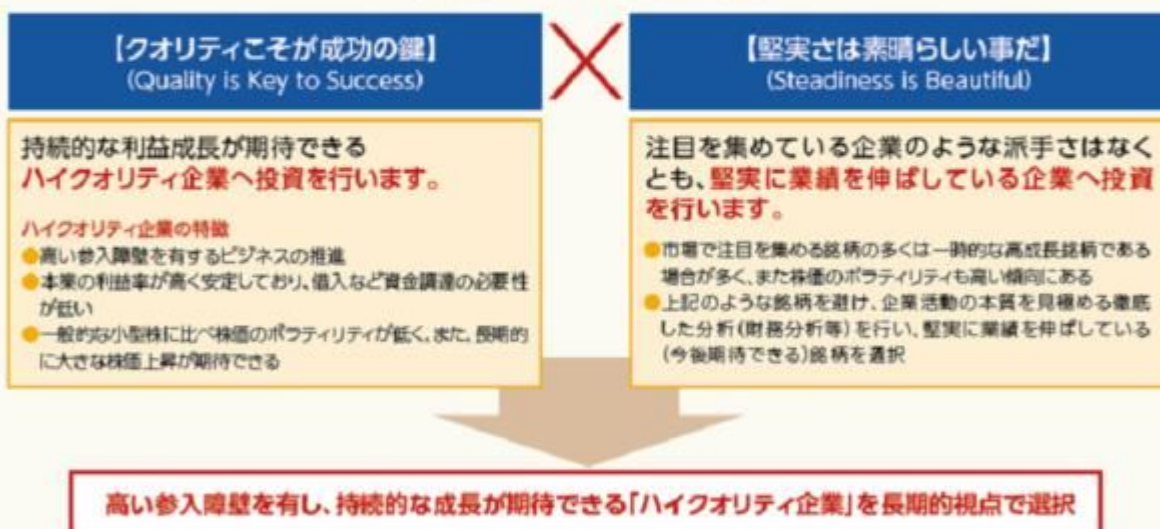 【クオリティこそが成功の鍵】
(Quality is Key to Success)
持続的な利益成長が期待できる
ハイクオリティ企業へ投資を行います。
ハイクオリティ企業の特徴
●高い参入障壁を有するビジネスの推進
●本業の利益率が高く安定しており、借入など資金調達の必要性
が低い
●一般的な小型株に比べ株価のボラティリティが低く、また、長期的
に大きな株価上昇が期待できる
【堅実さは素晴らしい事だ】
(Steadiness is Beautiful)
注目を集めている企業のような派手さはなく
とも、堅実に業績を伸ばしている企業へ投資
を行います。
●市場で注目を集める銘柄の多くは一時的な高成長銘柄である
場合が多く、また株価のボラティリティも高い傾向にある
●上記のような銘柄を避け、企業活動の本質を見極める徹底
した分析(財務分析等)を行い、堅実に業績を伸ばしている
(今後期待できる)銘柄を選択
高い参入障壁を有し、持続的な成長が期待できる「ハイクオリティ企業」を長期的視点で選択